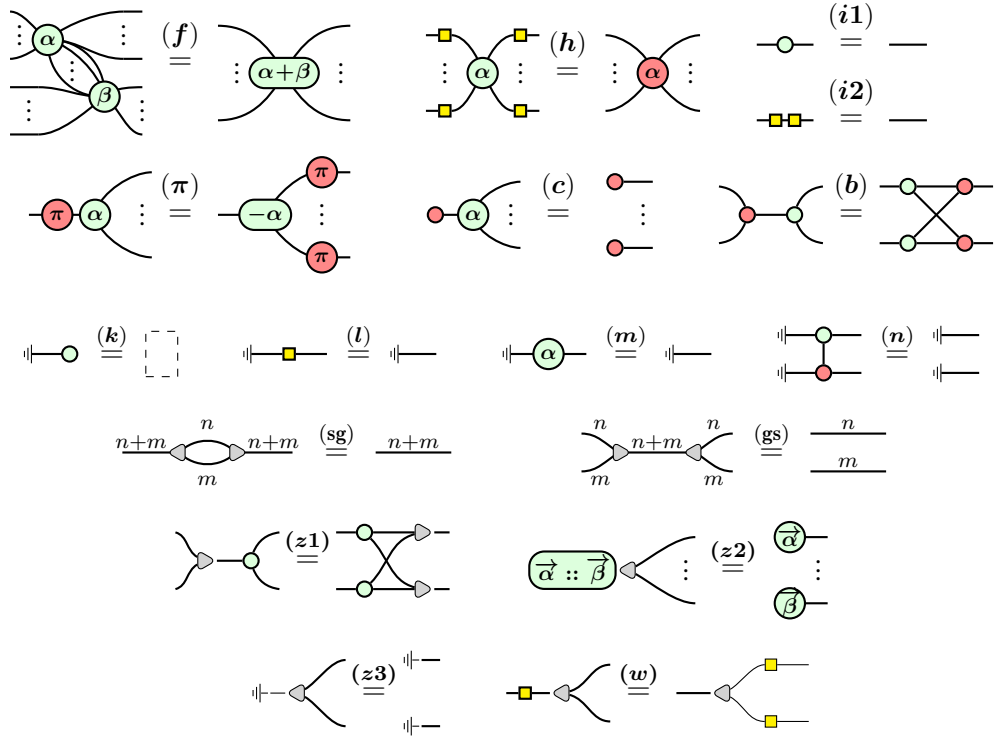 α β ⋮ ⋮ ⋮ ⋮ (f) = ⋮ α+β ⋮
⋮ α ⋮ (h) = ⋮ α ⋮
(i1) =
(i2) =
π α ⋮ (π) = -α π ⋮ π
α ⋮ (c) = ⋮
(b) =
(k) =
(l) =
α (m) =
(n) =
n+m n m n+m (sg) = n+m
n m n+m n m (gs) = n m
(z1) =
α⃗ :: β⃗ ⋮ (z2) = α⃗ ⋮ β⃗
(z3) =
(w) =